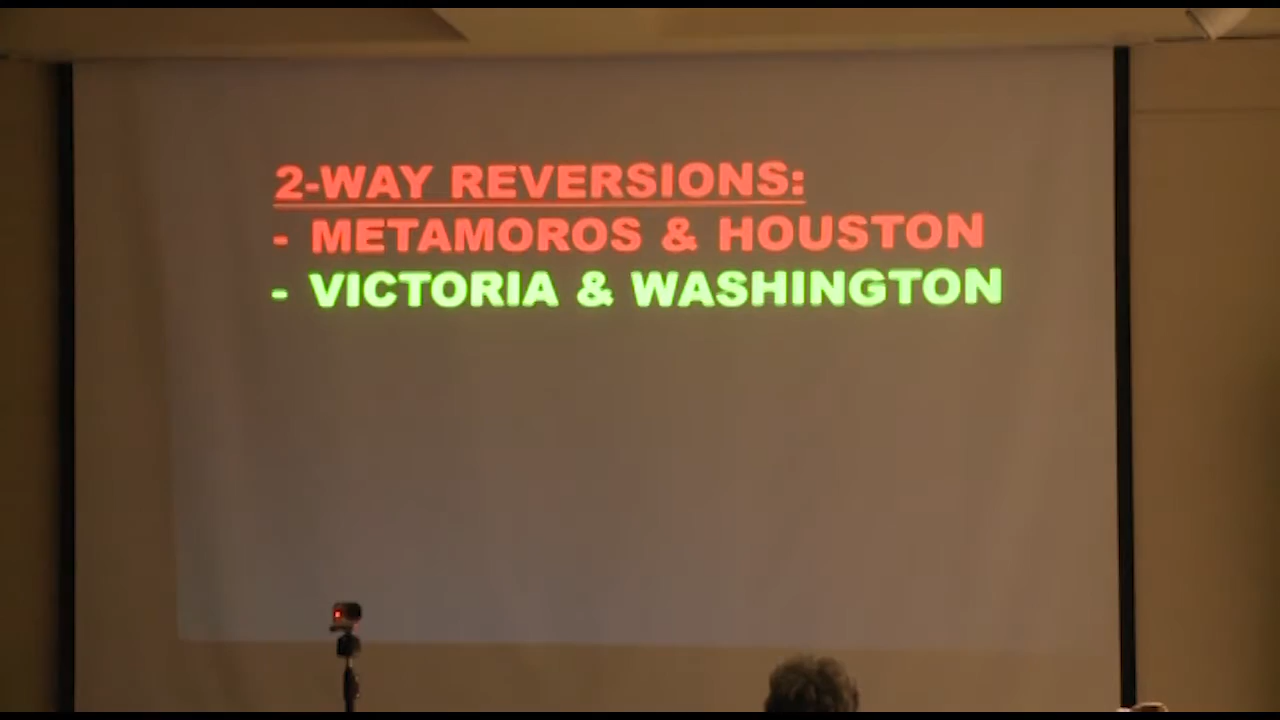 2-WAY REVERSIONS:
- METAMOROS & HOUSTON
- VICTORIA & WASHINGTON